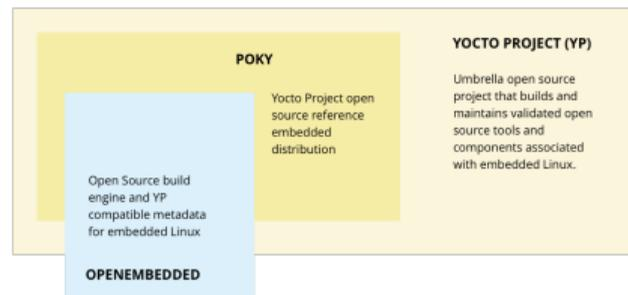 POKY
Yocto Project open
source reference
embedded
distribution
Open Source build
engine and YP
compatible metadata
for embedded Linux
OPENEMBEDDED
YOCTO PROJECT (YP)
Umbrella open source
project that builds and
maintains validated open
source tools and
components associated
with embedded Linux.